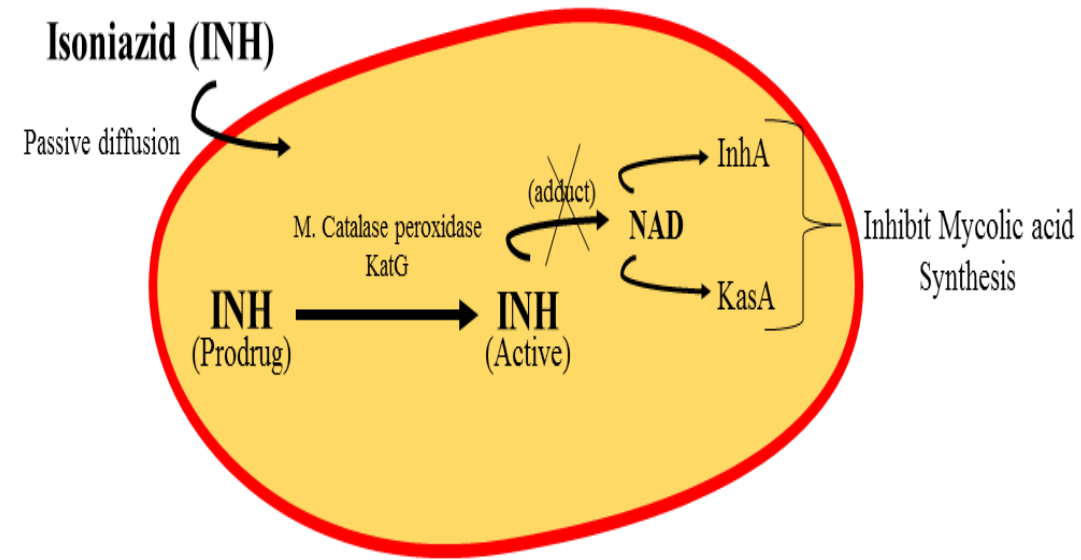 Isoniazid (INH)
Passive diffusion
M. Catalase peroxidase
KatG
INH
(Prodrug)
INH
(Active)
(adduct)
NAD
InhA
KasA
Inhibit Mycolic acid
Synthesis